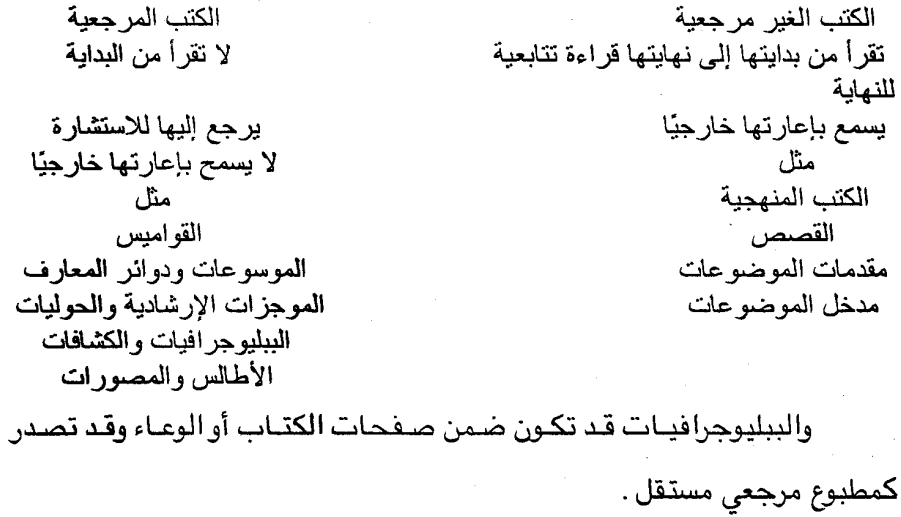 الكتب الغير مرجعية الكتب المرجعية
تقرأ من بدايتها إلى نهايتها قراءة تتابعية لا تقرأ من البداية
للنهاية
يسمع بإعارتها خارجيًا يرجع إليها للاستشارة
مثل لا يسمح بإعارتها خارجيًا
الكتب المنهجية مثل
القصص القواميس
مقدمات الموضوعات الموسوعات ودوائر المعارف
مدخل الموضوعات الموجزات الإرشادية والحوليات
الببليوجرافيات والكشافات
الأطالس والمصورات
والببليوجرافيات قد تكون ضمن صفحات الكتاب أو الوعاء وقد تصدر
كمطبوع مرجعي مستقل .